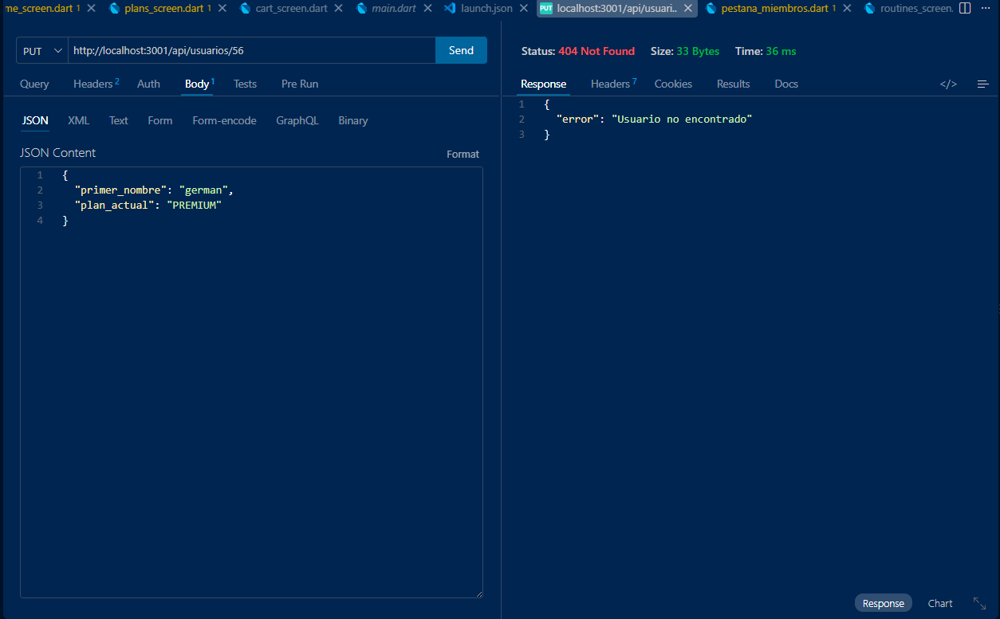 me_screen.dart 1
plans_screen.dart 1
cart_screen.dart
main.dart
launch.json
PUT localhost:3001/api/usuari..
pestana_miembros.dart 1
routines_screen.
PUT http://localhost:3001/api/usuarios/56 Send
Query Headers 2 Auth Body 1 Tests Pre Run
JSON XML Text Form Form-encode GraphQL Binary
JSON Content Format
1 {
2 "primer_nombre": "german",
3 "plan_actual": "PREMIUM"
4 }
Status: 404 Not Found Size: 33 Bytes Time: 36 ms
Response Headers 7 Cookies Results Docs </>
1 {
2 "error": "Usuario no encontrado"
3 }
Response Chart